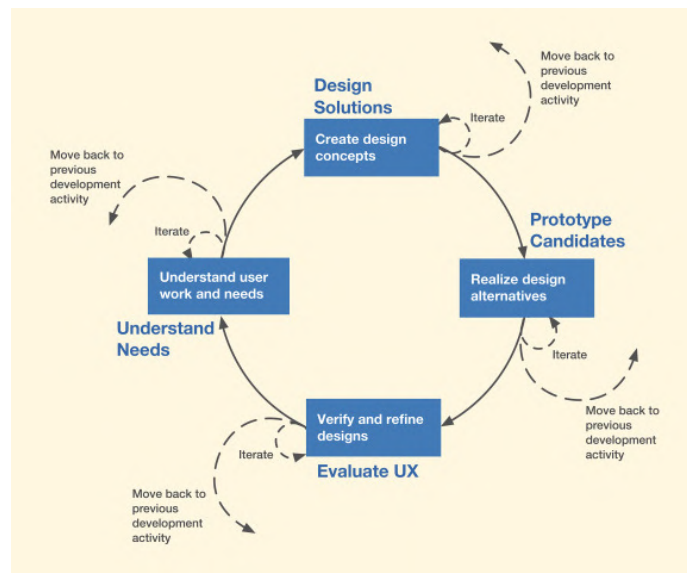 Move back to
previous
development
activity
Design
Solutions
Iterate
Create design
concepts
Move back to
previous
development
activity
Iterate
Prototype
Candidates
Understand user
work and needs
Realize design
alternatives
Understand
Needs
Iterate
Move back to
previous
development
activity
Verify and refine
designs
Iterate
Evaluate UX
Move back to
previous
development
activity